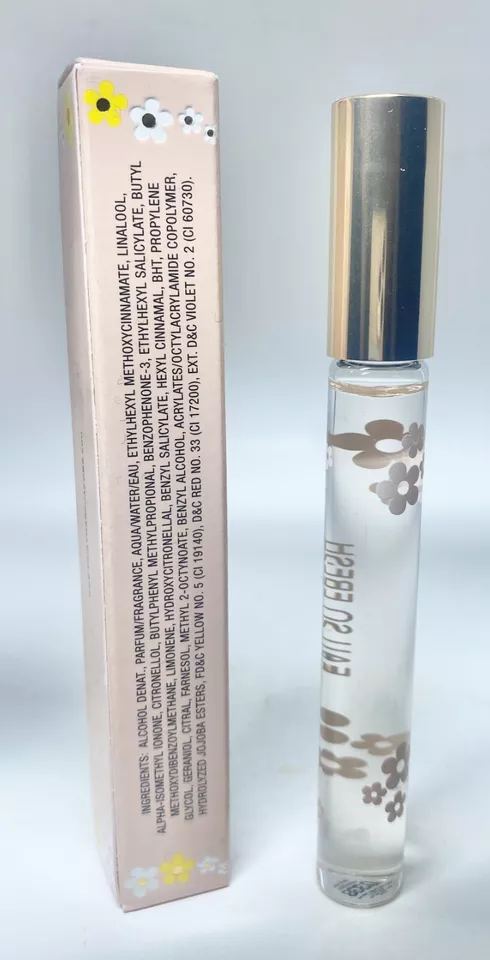 INGREDIENTS: ALCOHOL DENAT., PARFUM/FRAGRANCE, AQUA/WATER/EAU, ETHYLHEXYL METHOXYCINNAMATE, LINALOOL,
ALPHA-ISOMETHYL IONONE, CITRONELLOL, BUTYLPHENYL METHYLPROPIONAL, BENZOPHENONE-3, ETHYLHEXYL SALICYLATE, BUTYL
METHOXYDIBENZOYLMETHANE, LIMONENE, HYDROXYCITRONELLAL, BENZYL SALICYLATE, HEXYL CINNAMAL, BHT, PROPYLENE
GLYCOL, GERANIOL, CITRAL, FARNESOL, METHYL 2-OCTYNOATE, BENZYL ALCOHOL, ACRYLATES/OCTYLACRYLAMIDE COPOLYMER,
HYDROLYZED JOJOBA ESTERS, FD&C YELLOW NO. 5 (CI 19140), D&C RED NO. 33 (CI 17200), EXT. D&C VIOLET NO. 2 (CI 60730).
EAU SO FRESH